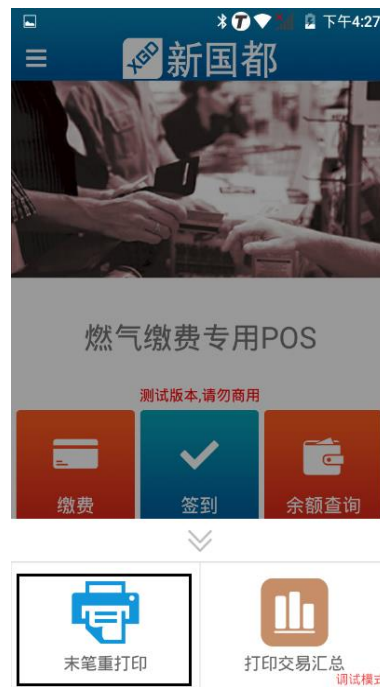 下午4:27
XGD 新国都
燃气缴费专用POS
测试版本,请勿商用
缴费 签到 余额查询
末笔重打印 打印交易汇总
调试模式